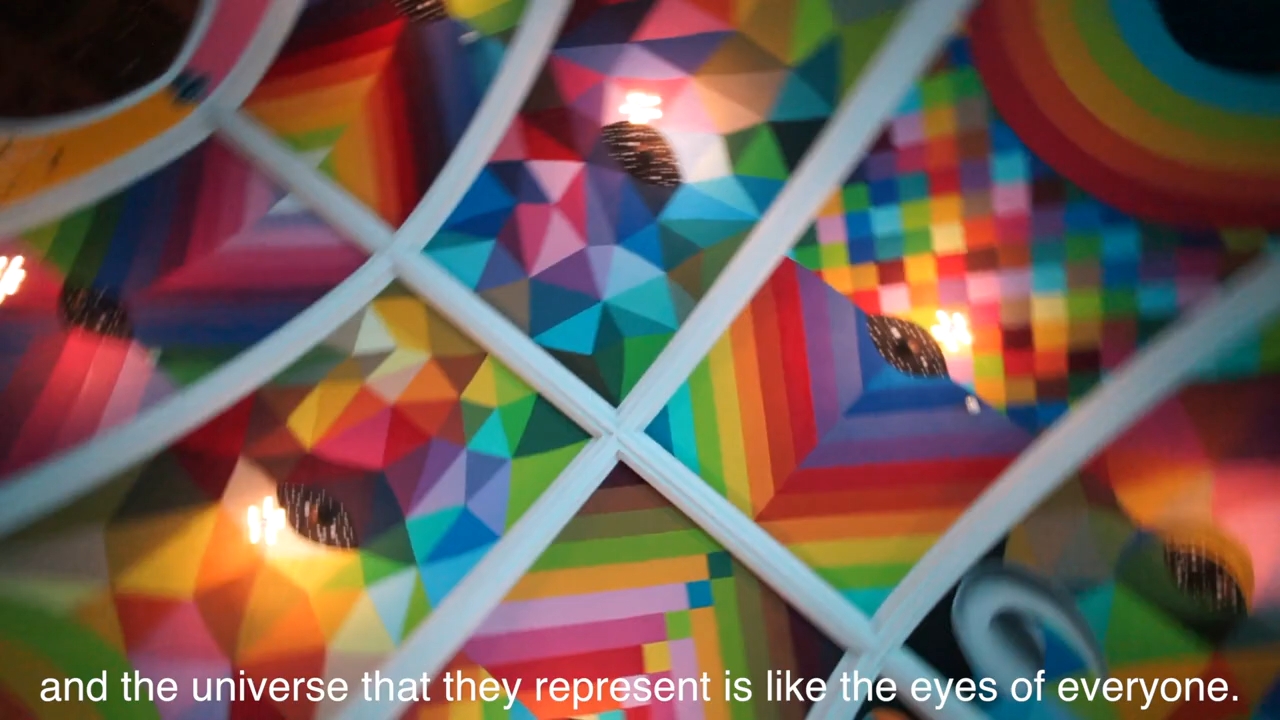 and the universe that they represent is like the eyes of everyone.